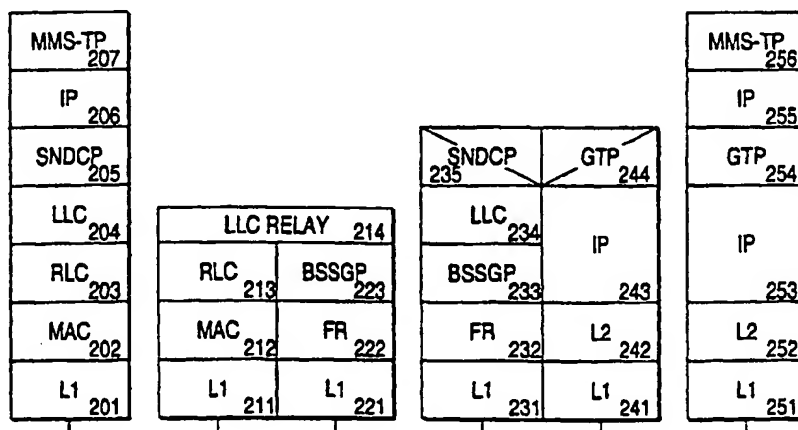 MMS-TP 207
IP 206
SNDCP 205
LLC 204
RLC 203
MAC 202
L1 201
LLC RELAY 214
RLC 213
BSSGP 223
MAC 212
FR 222
L1 211
L1 221
SNDCP 235
GTP 244
LLC 234
IP 243
BSSGP 233
FR 232
L2 242
L1 231
L1 241
MMS-TP 256
IP 255
GTP 254
IP 253
L2 252
L1 251